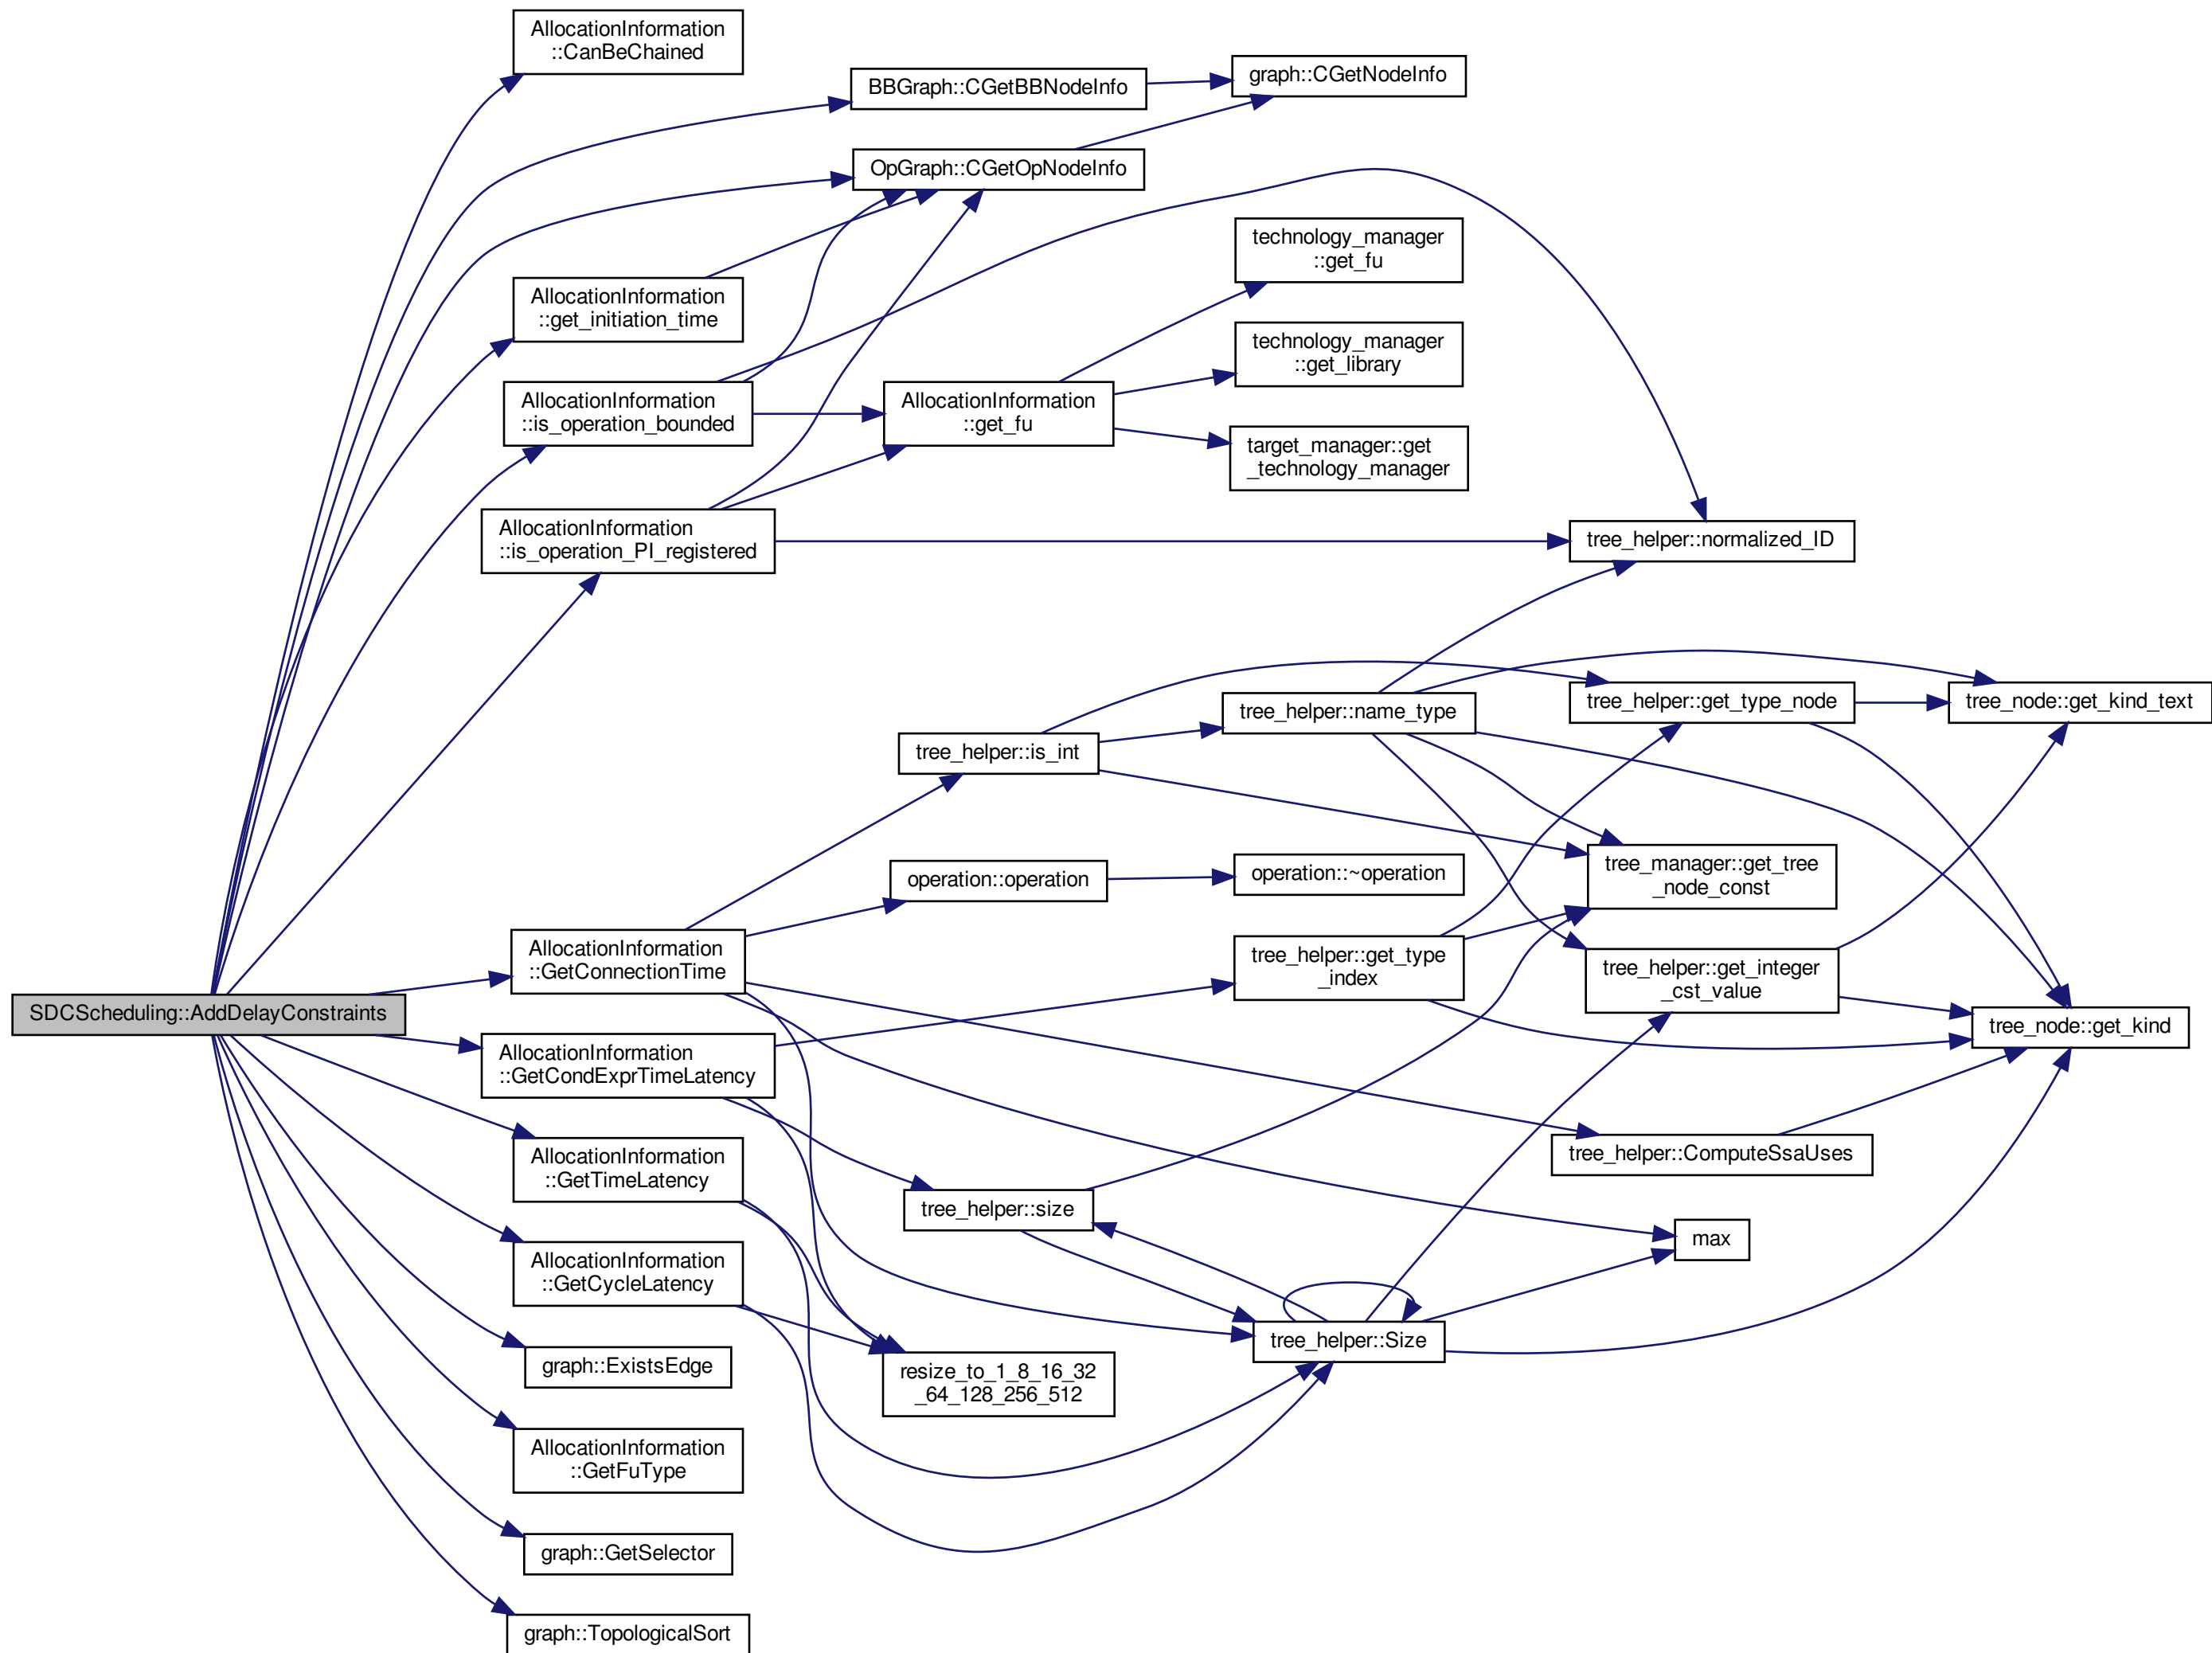 AllocationInformation
::CanBeChained
BBGraph::CGetBBNodeInfo
graph::CGetNodeInfo
OpGraph::CGetOpNodeInfo
technology_manager
::get_fu
AllocationInformation
::get_initiation_time
technology_manager
::get_library
AllocationInformation
::is_operation_bounded
AllocationInformation
::get_fu
target_manager::get
_technology_manager
AllocationInformation
::is_operation_PI_registered
tree_helper::normalized_ID
tree_helper::name_type
tree_helper::get_type_node
tree_node::get_kind_text
tree_helper::is_int
operation::operation
operation::~operation
tree_manager::get_tree
_node_const
AllocationInformation
::GetConnectionTime
tree_helper::get_type
_index
tree_helper::get_integer
_cst_value
SDCScheduling::AddDelayConstraints
tree_node::get_kind
AllocationInformation
::GetCondExprTimeLatency
AllocationInformation
::GetTimeLatency
tree_helper::ComputeSsaUses
tree_helper::size
max
AllocationInformation
::GetCycleLatency
tree_helper::Size
graph::ExistsEdge
resize_to_1_8_16_32
_64_128_256_512
AllocationInformation
::GetFuType
graph::GetSelector
graph::TopologicalSort